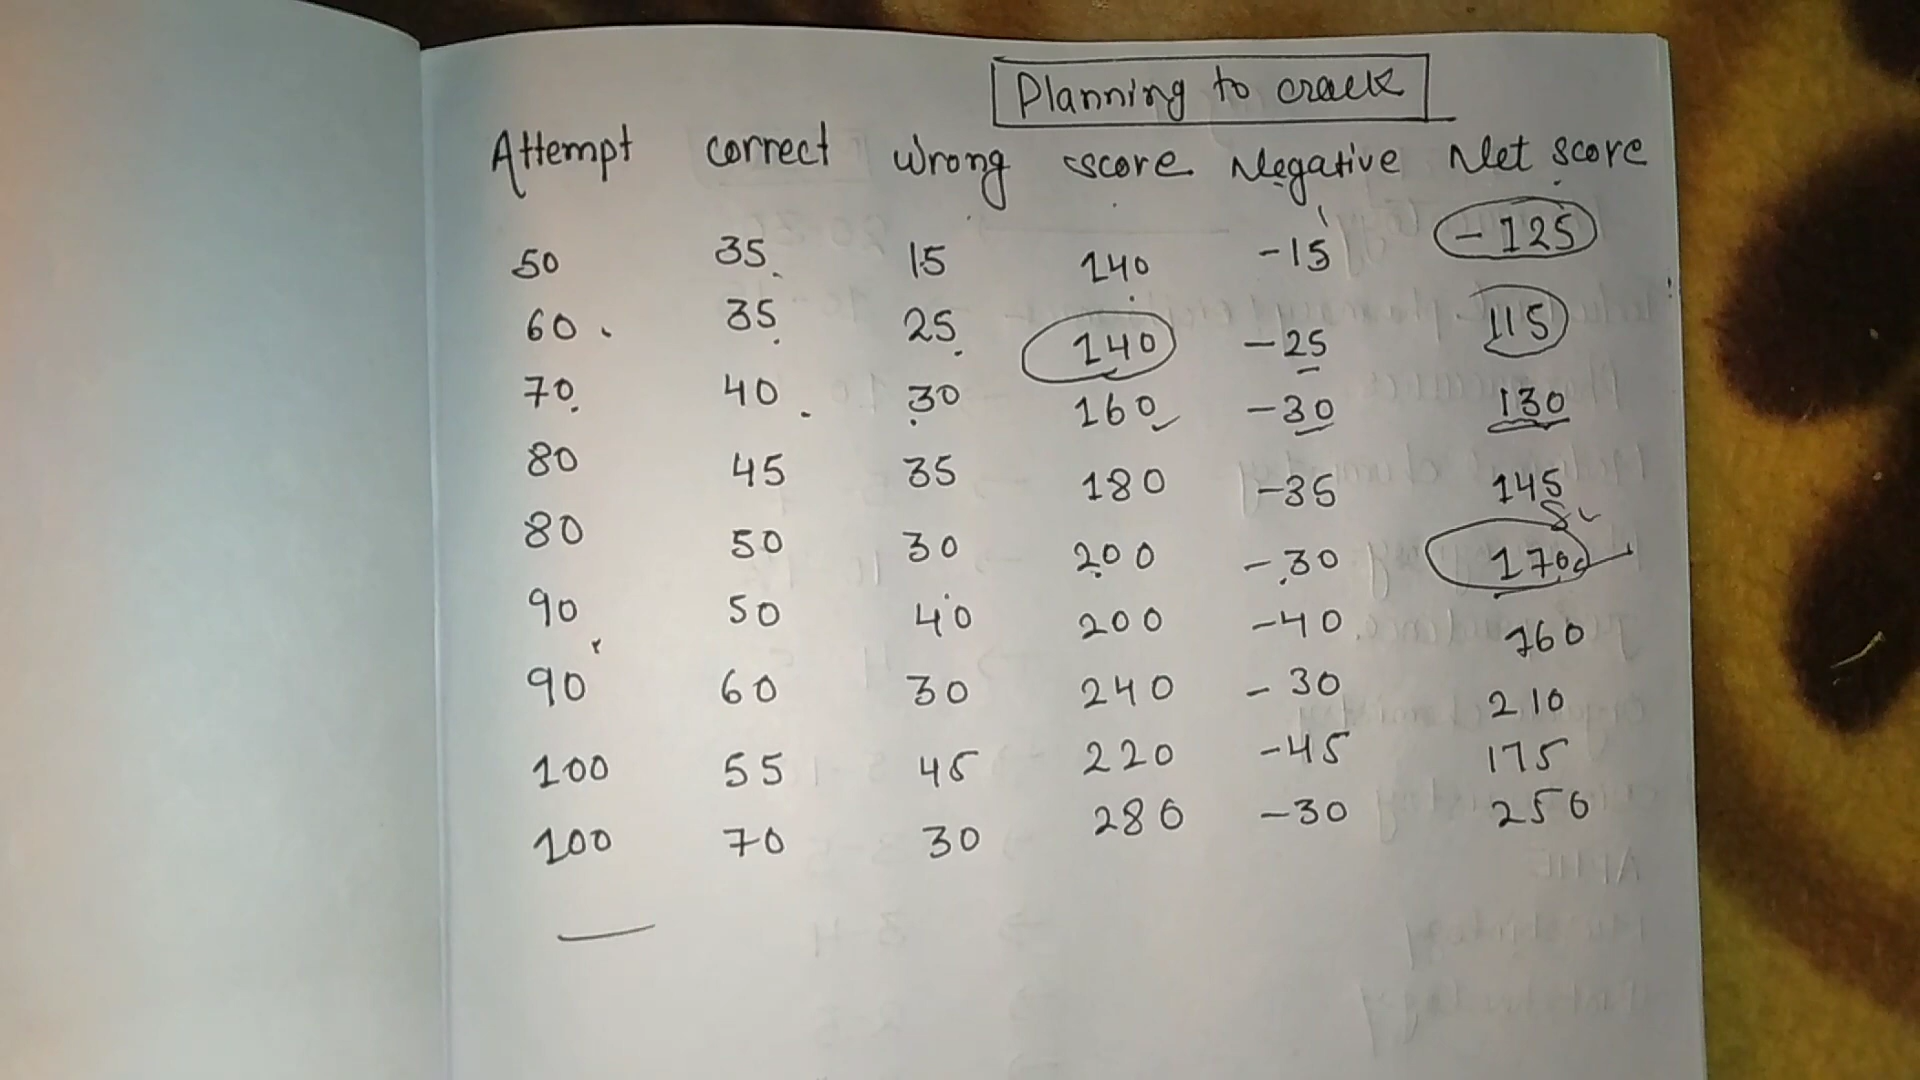 Planning to crack
Attempt correct wrong score Negative Net score
50 35 15 140 -15 -125
60 35 25 140 -25 115
70 40 30 160 -30 130
80 45 35 180 -35 145
80 50 30 200 -30 170
90 50 40 200 -40 160
90 60 30 240 -30 210
100 55 45 220 -45 175
100 70 30 280 -30 250